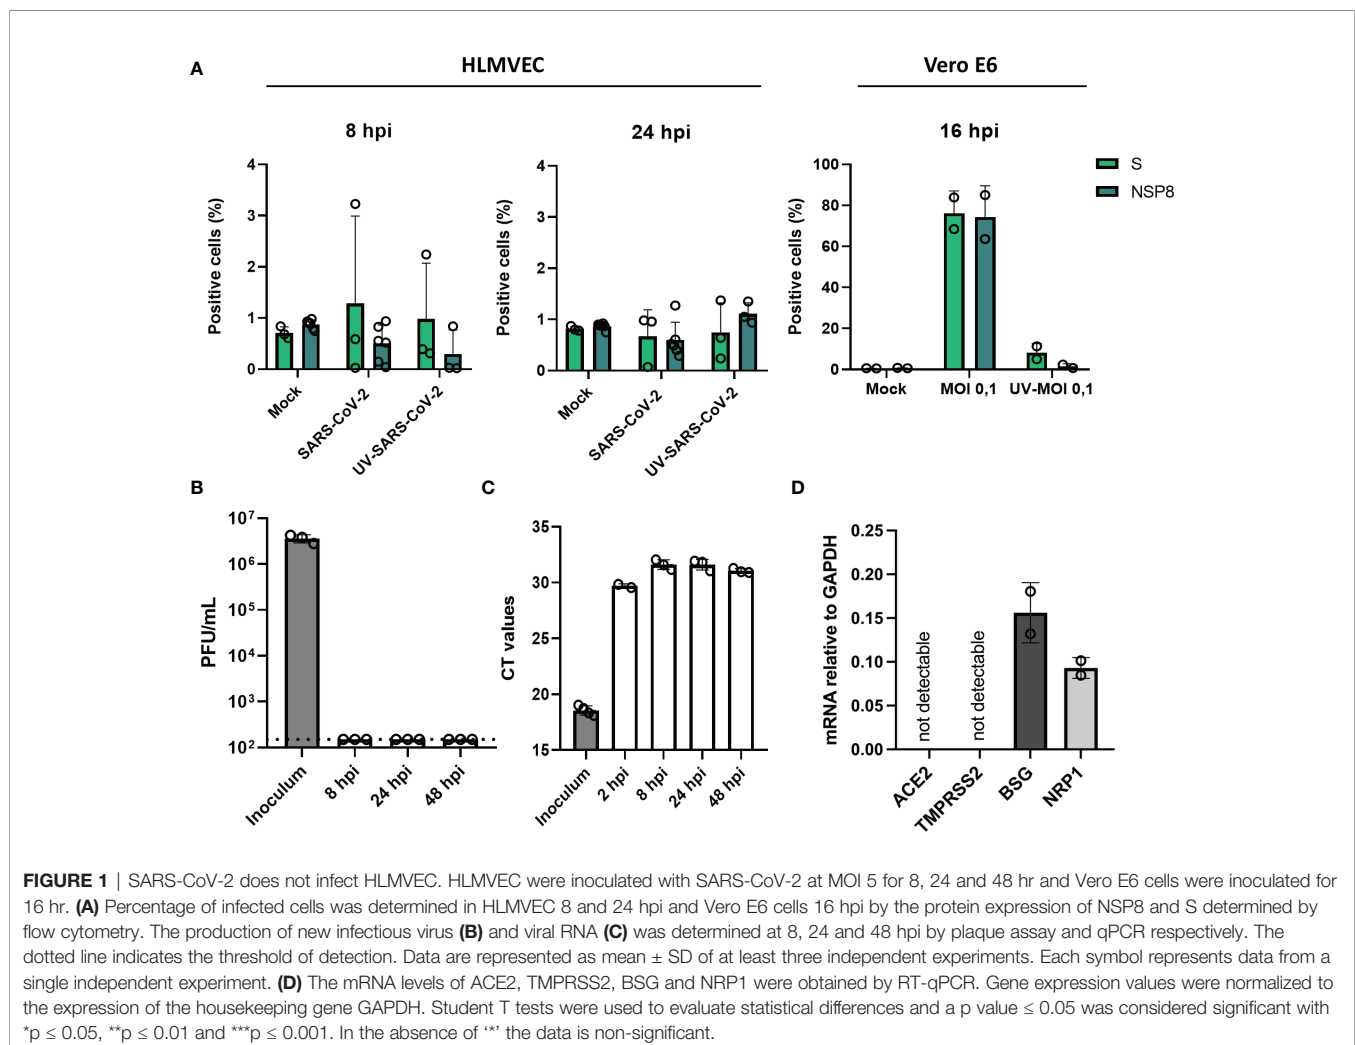 A
HLMVEC
Vero E6
8 hpi
24 hpi
16 hpi
Positive cells (%)
4
3
2
1
0
Mock
SARS-CoV-2
UV-SARS-CoV-2
Positive cells (%)
4
3
2
1
0
Mock
SARS-CoV-2
UV-SARS-CoV-2
Positive cells (%)
100
80
60
40
20
0
Mock
MOI 0,1
UV-MOI 0,1
S
NSP8
B
PFU/mL
10⁷
10⁶
10⁵
10⁴
10³
10²
Inoculum
8 hpi
24 hpi
48 hpi
C
CT values
35
30
25
20
15
Inoculum
2 hpi
8 hpi
24 hpi
48 hpi
D
mRNA relative to GAPDH
0.25
0.20
0.15
0.10
0.05
0.00
not detectable
not detectable
ACE2
TMPRSS2
BSG
NRP1
FIGURE 1 | SARS-CoV-2 does not infect HLMVEC. HLMVEC were inoculated with SARS-CoV-2 at MOI 5 for 8, 24 and 48 hr and Vero E6 cells were inoculated for
16 hr. (A) Percentage of infected cells was determined in HLMVEC 8 and 24 hpi and Vero E6 cells 16 hpi by the protein expression of NSP8 and S determined by
flow cytometry. The production of new infectious virus (B) and viral RNA (C) was determined at 8, 24 and 48 hpi by plaque assay and qPCR respectively. The
dotted line indicates the threshold of detection. Data are represented as mean ± SD of at least three independent experiments. Each symbol represents data from a
single independent experiment. (D) The mRNA levels of ACE2, TMPRSS2, BSG and NRP1 were obtained by RT-qPCR. Gene expression values were normalized to
the expression of the housekeeping gene GAPDH. Student T tests were used to evaluate statistical differences and a p value ≤ 0.05 was considered significant with
*p ≤ 0.05, **p ≤ 0.01 and ***p ≤ 0.001. In the absence of ‘*’ the data is non-significant.